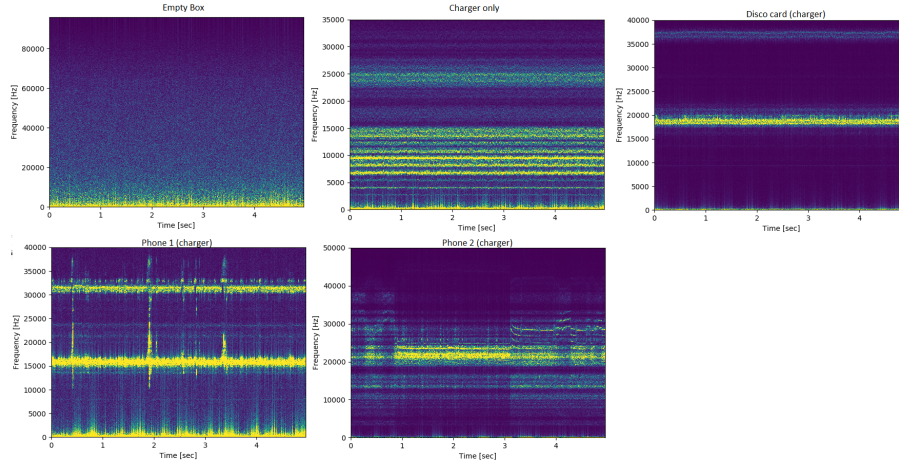 Empty Box
Charger only
Disco card (charger)
80000
60000
40000
20000
0
Frequency [Hz]
0 1 2 3 4
Time [sec]
35000
30000
25000
20000
15000
10000
5000
0
Frequency [Hz]
0 1 2 3 4
Time [sec]
40000
35000
30000
25000
20000
15000
10000
5000
0
Frequency [Hz]
0 1 2 3 4
Time [sec]
Phone 1 (charger)
Phone 2 (charger)
40000
35000
30000
25000
20000
15000
10000
5000
0
Frequency [Hz]
0 1 2 3 4
Time [sec]
50000
40000
30000
20000
10000
0
Frequency [Hz]
0 1 2 3 4
Time [sec]